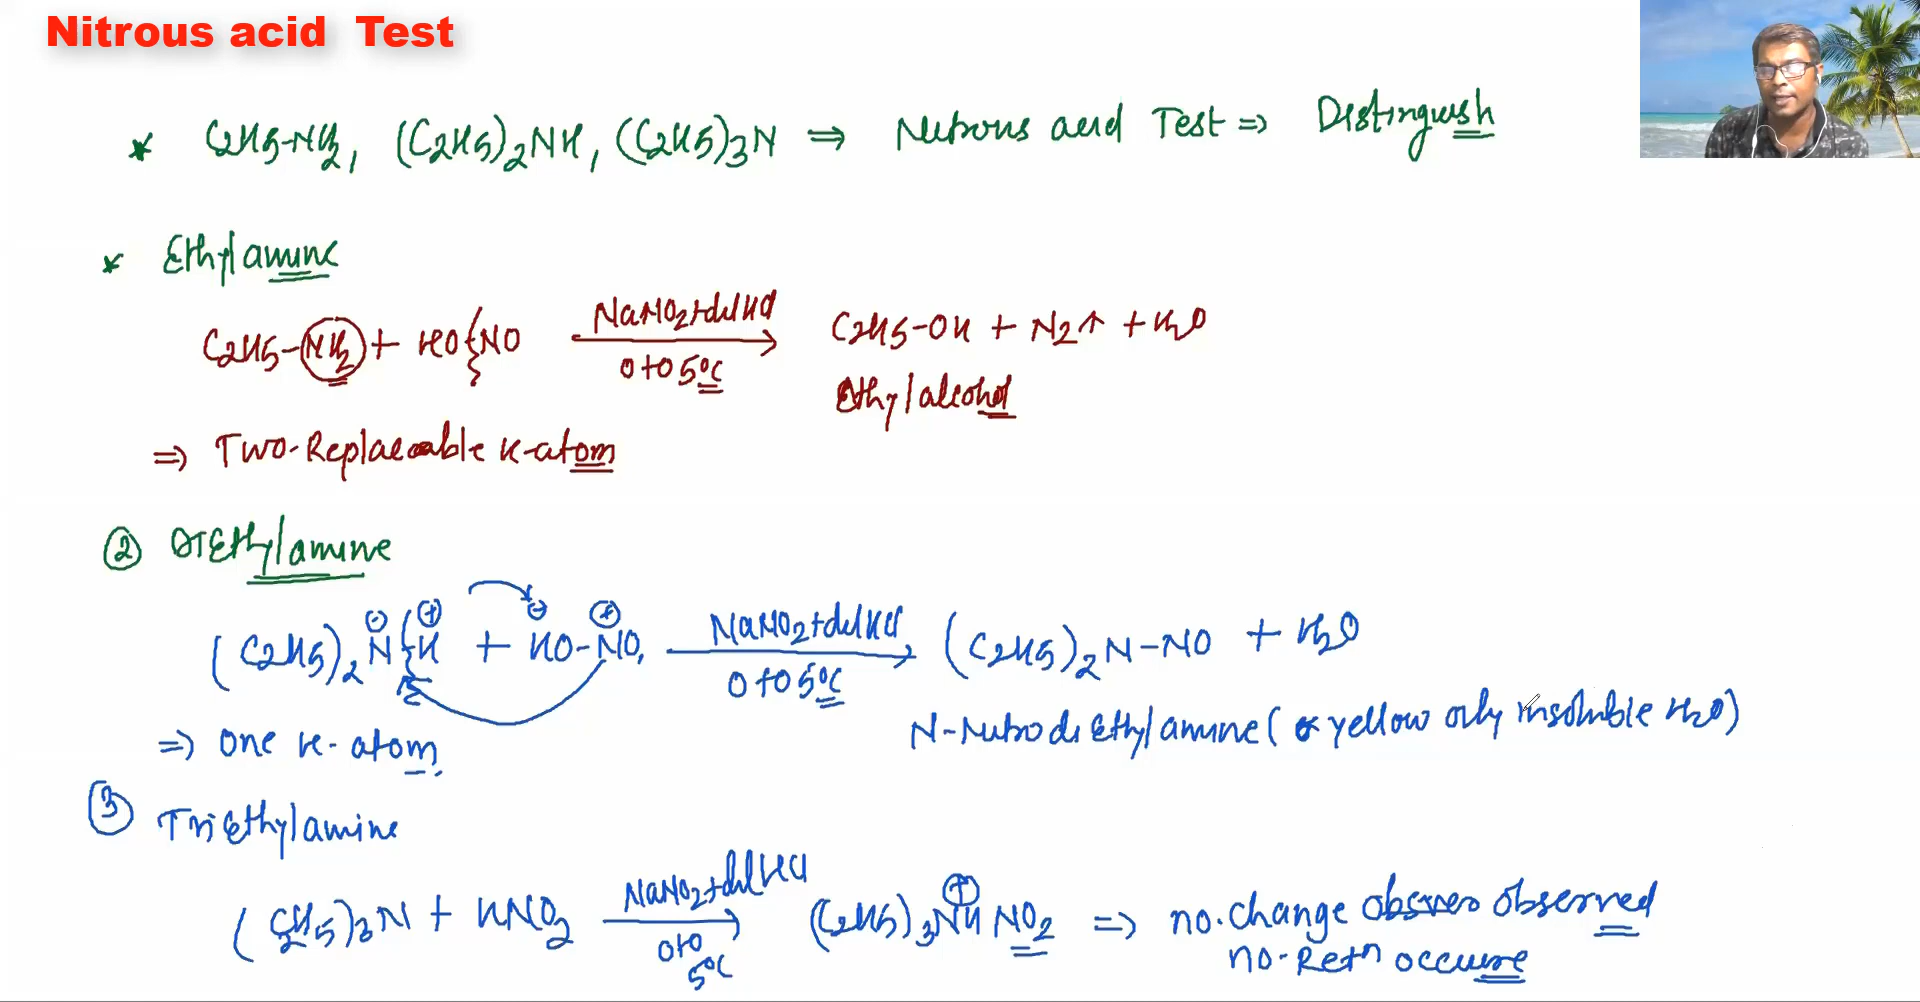 Nitrous acid Test
* C2H5-NH2, (C2H5)2NH, (C2H5)3N ⇒ Nitrous acid Test ⇒ Distinguish
* Ethylamine
C2H5-NH2 + HO{NO NaNO2+dil HCl 0 to 5°C C2H5-OH + N2↑ + H2O
Ethyl alcohol
⇒ Two-Replaceable H-atom
② DiEthylamine
(C2H5)2N⊖{H⊕ + HO⊖-NO⊕, NaNO2+dil HCl 0 to 5°C (C2H5)2N-NO + H2O
⇒ one H-atom
N-NitrodiEthylamine( yellow oily insoluble H2O)
③ TriEthylamine
(C2H5)3N + HNO2 NaNO2+dil HCl 0 to 5°C (C2H5)3N⊕H NO2 ⇒ no.change observed
no-Retn occure